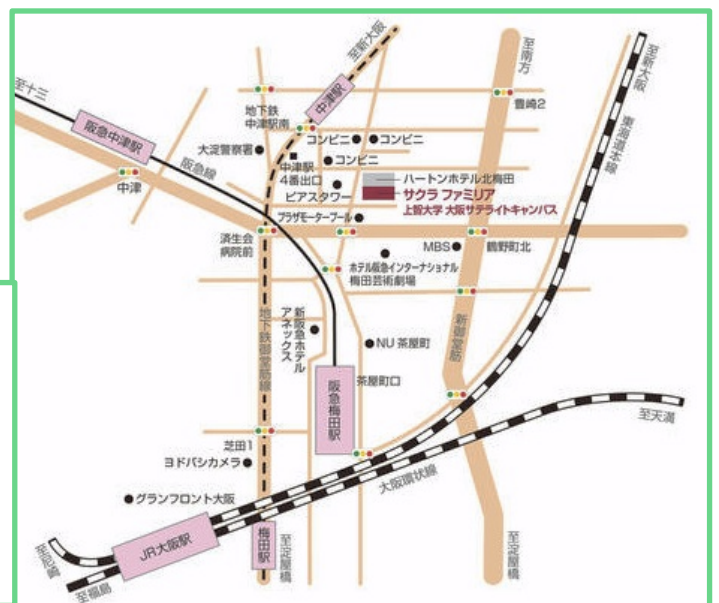 至新大阪
至十三
中津駅
至南方
至新大阪
阪急中津駅
地下鉄
中津駅南
豊崎2
東海道本線
コンビニ
コンビニ
大淀警察署
阪急線
中津駅
4番出口
コンビニ
中津
ピアスタワー
ハートンホテル北梅田
サクラ ファミリア
上智大学 大阪サテライトキャンパス
プラザモータープール
済生会
病院前
MBS
鶴野町北
ホテル阪急インターナショナル
梅田芸術劇場
地下鉄御堂筋線
新阪急ホテル
アネックス
NU 茶屋町
新御堂筋
阪急梅田駅
茶屋町口
至天満
芝田1
ヨドバシカメラ
大阪環状線
グランフロント大阪
至尼崎
JR大阪駅
梅田駅
至淀屋橋
至淀屋橋
至福島